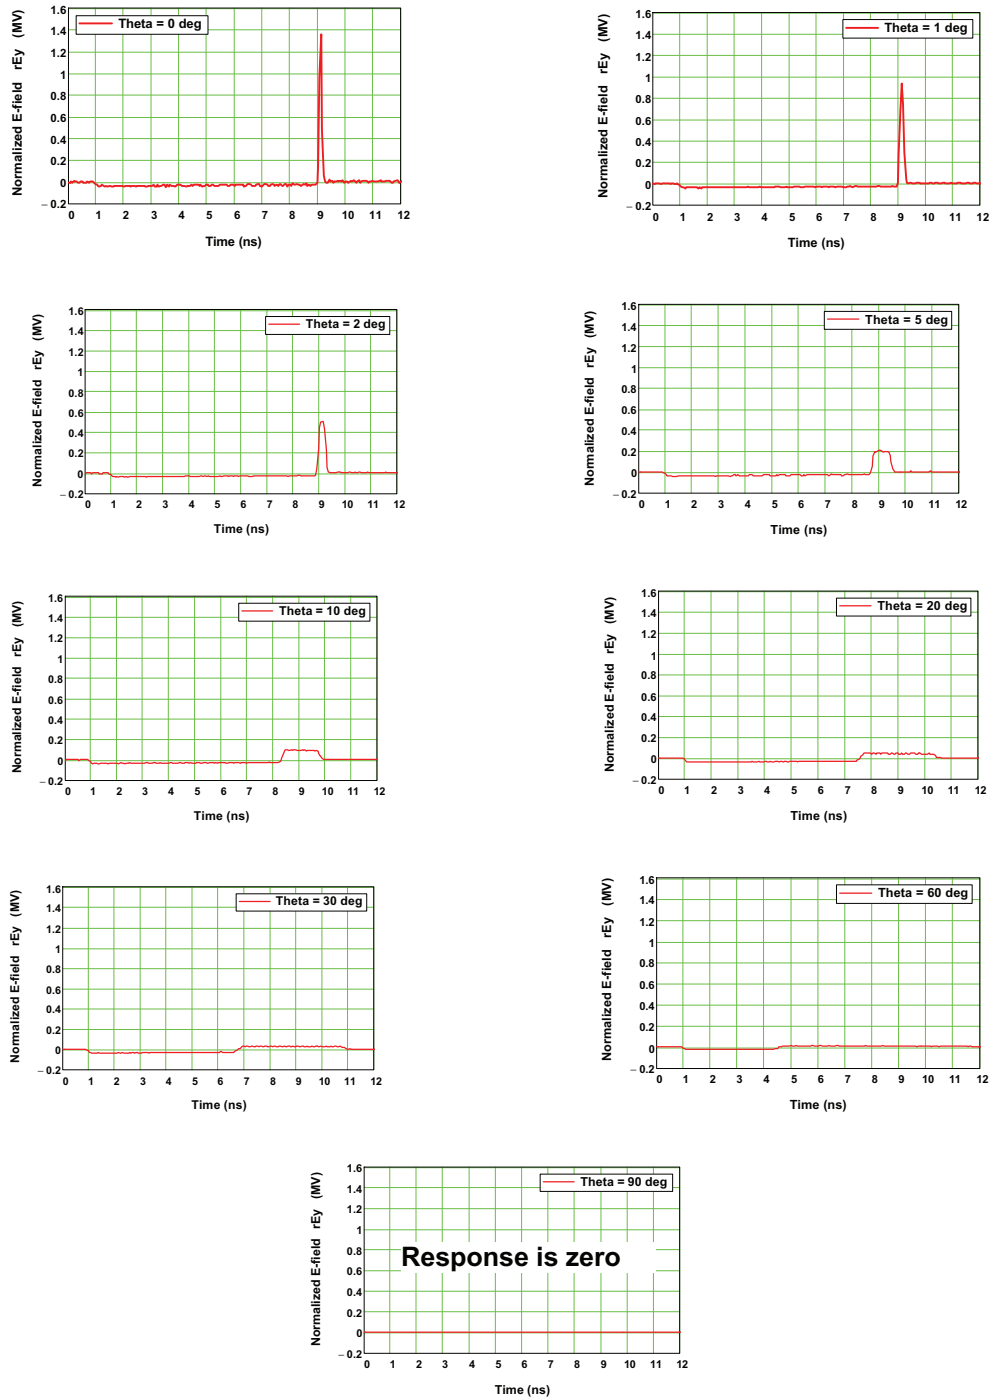 Normalized E-field rEy (MV)
1.6
1.4
1.2
1
0.8
0.6
0.4
0.2
0
– 0.2
Theta = 0 deg
0 1 2 3 4 5 6 7 8 9 10 11 12
Time (ns)
Normalized E-field rEy (MV)
1.6
1.4
1.2
1
0.8
0.6
0.4
0.2
0
– 0.2
Theta = 1 deg
0 1 2 3 4 5 6 7 8 9 10 11 12
Time (ns)
Normalized E-field rEy (MV)
1.6
1.4
1.2
1
0.8
0.6
0.4
0.2
0
– 0.2
Theta = 2 deg
0 1 2 3 4 5 6 7 8 9 10 11 12
Time (ns)
Normalized E-field rEy (MV)
1.6
1.4
1.2
1
0.8
0.6
0.4
0.2
0
– 0.2
Theta = 5 deg
0 1 2 3 4 5 6 7 8 9 10 11 12
Time (ns)
Normalized E-field rEy (MV)
1.6
1.4
1.2
1
0.8
0.6
0.4
0.2
0
– 0.2
Theta = 10 deg
0 1 2 3 4 5 6 7 8 9 10 11 12
Time (ns)
Normalized E-field rEy (MV)
1.6
1.4
1.2
1
0.8
0.6
0.4
0.2
0
– 0.2
Theta = 20 deg
0 1 2 3 4 5 6 7 8 9 10 11 12
Time (ns)
Normalized E-field rEy (MV)
1.6
1.4
1.2
1
0.8
0.6
0.4
0.2
0
– 0.2
Theta = 30 deg
0 1 2 3 4 5 6 7 8 9 10 11 12
Time (ns)
Normalized E-field rEy (MV)
1.6
1.4
1.2
1
0.8
0.6
0.4
0.2
0
– 0.2
Theta = 60 deg
0 1 2 3 4 5 6 7 8 9 10 11 12
Time (ns)
Normalized E-field rEy (MV)
1.6
1.4
1.2
1
0.8
0.6
0.4
0.2
0
– 0.2
Theta = 90 deg
Response is zero
0 1 2 3 4 5 6 7 8 9 10 11 12
Time (ns)